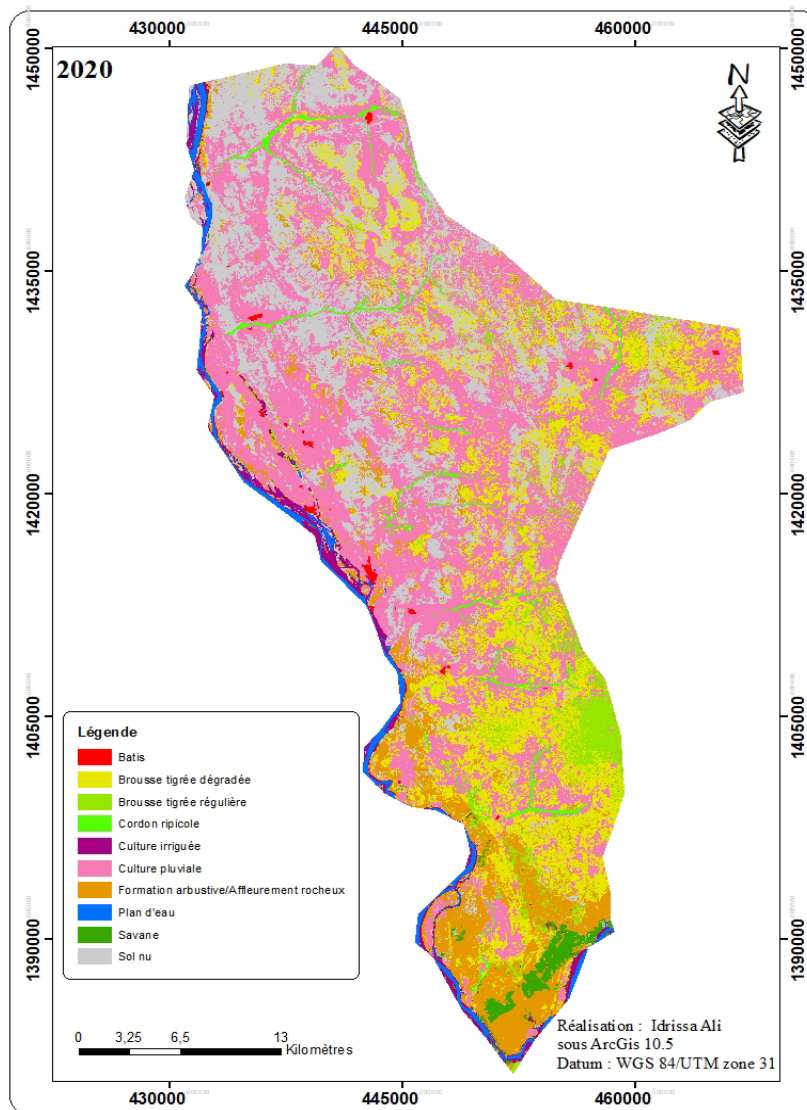 430000 445000 460000
2020
N
1450000 1450000
1435000 1435000
1420000 1420000
1405000 1405000
1390000 1390000
Légende
Batis
Brousse tigrée dégradée
Brousse tigrée régulière
Cordon ripicole
Culture irriguée
Culture pluviale
Formation arbustive/Affleurement rocheux
Plan d'eau
Savane
Sol nu
0 3,25 6,5 13
Kilomètres
Réalisation : Idrissa Ali
sous ArcGis 10.5
Datum : WGS 84/UTM zone 31
430000 445000 460000